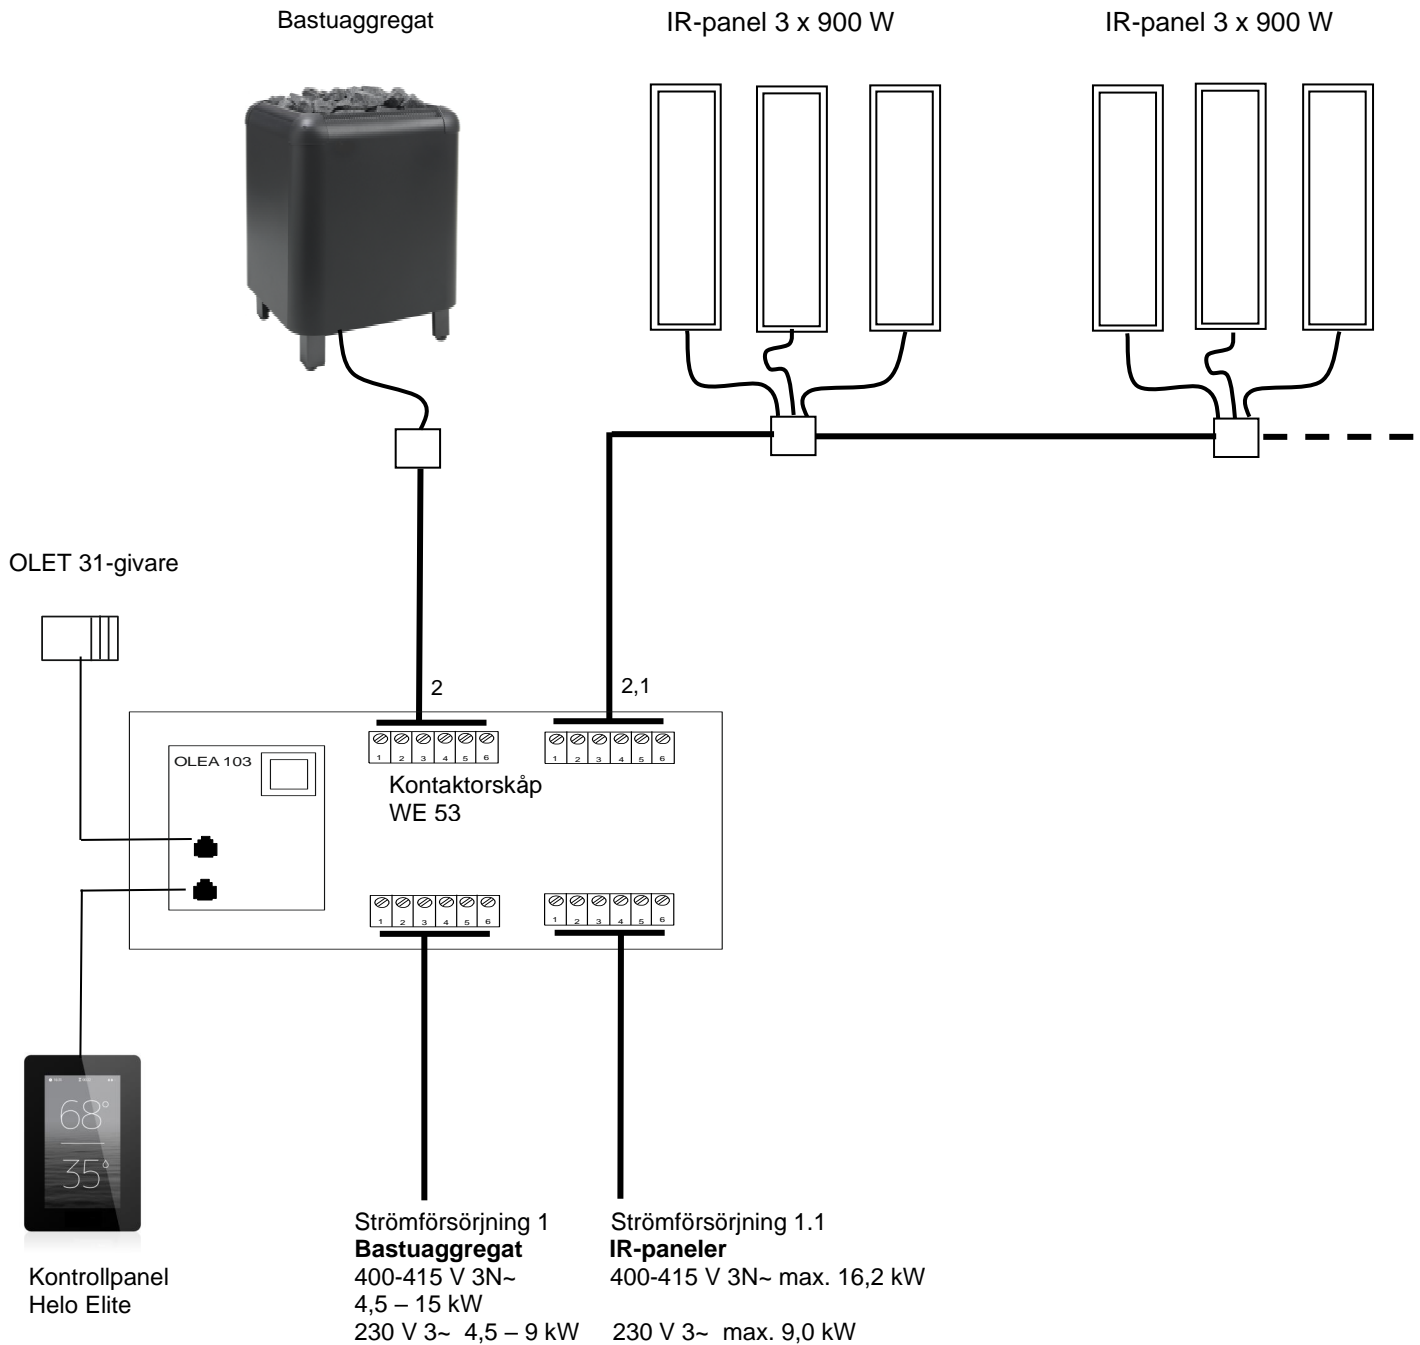 Bastuaggregat
IR-panel 3 x 900 W
IR-panel 3 x 900 W
OLET 31-givare
2
2,1
OLEA 103
1 2 3 4 5 6
1 2 3 4 5 6
Kontaktorskåp
WE 53
1 2 3 4 5 6
1 2 3 4 5 6
68°
35°
Kontrollpanel
Helo Elite
Strömförsörjning 1
Bastuaggregat
400-415 V 3N~
4,5 – 15 kW
230 V 3~ 4,5 – 9 kW
Strömförsörjning 1.1
IR-paneler
400-415 V 3N~ max. 16,2 kW
230 V 3~ max. 9,0 kW